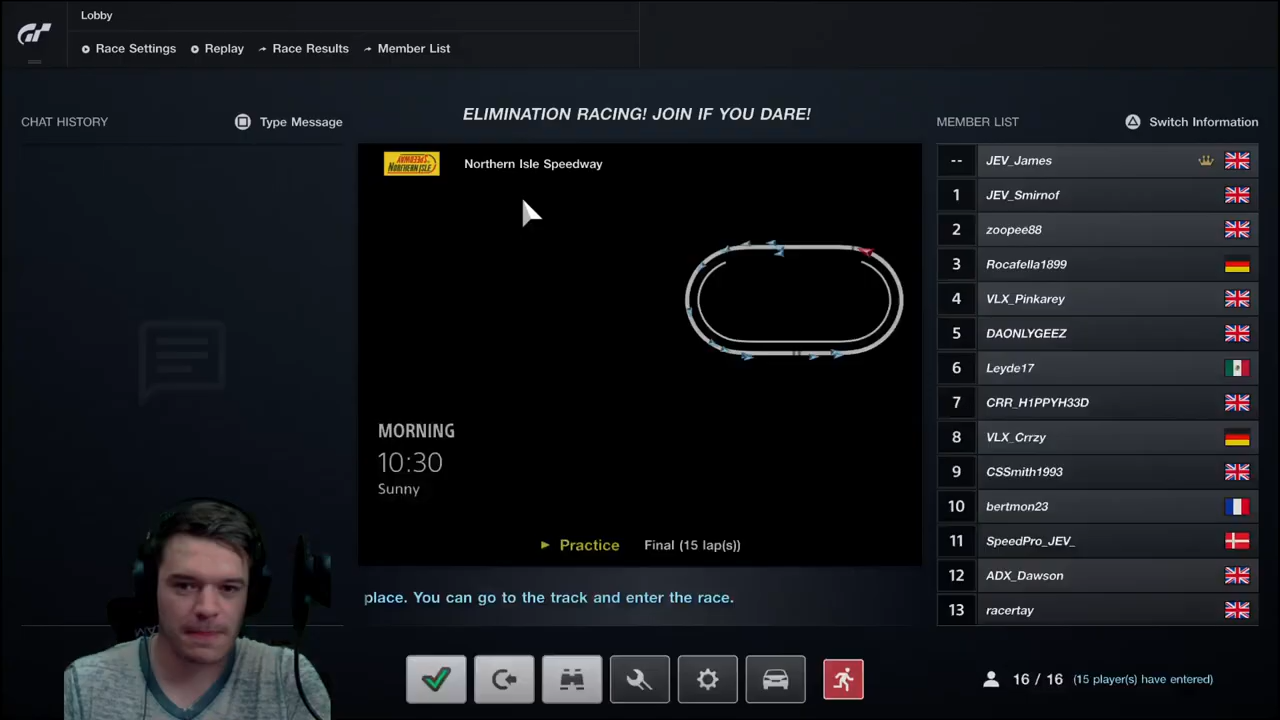 Lobby
Race Settings Replay Race Results Member List
CHAT HISTORY Type Message
ELIMINATION RACING! JOIN IF YOU DARE!
MEMBER LIST Switch Information
NORTHERN ISLE SPEEDWAY
Northern Isle Speedway
MORNING
10:30
Sunny
Practice Final (15 lap(s))
place. You can go to the track and enter the race.
-- JEV_James
1 JEV_Smirnof
2 zoopee88
3 Rocafella1899
4 VLX_Pinkarey
5 DAONLYGEEZ
6 Leyde17
7 CRR_H1PPYH33D
8 VLX_Crrzy
9 CSSmith1993
10 bertmon23
11 SpeedPro_JEV_
12 ADX_Dawson
13 racertay
16 / 16 (15 player(s) have entered)